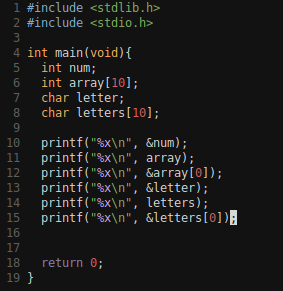 1 #include <stdlib.h>
2 #include <stdio.h>
3
4 int main(void){
5   int num;
6   int array[10];
7   char letter;
8   char letters[10];
9
10   printf("%x\n", &num);
11   printf("%x\n", array);
12   printf("%x\n", &array[0]);
13   printf("%x\n", &letter);
14   printf("%x\n", letters);
15   printf("%x\n", &letters[0]);
16
17
18   return 0;
19 }